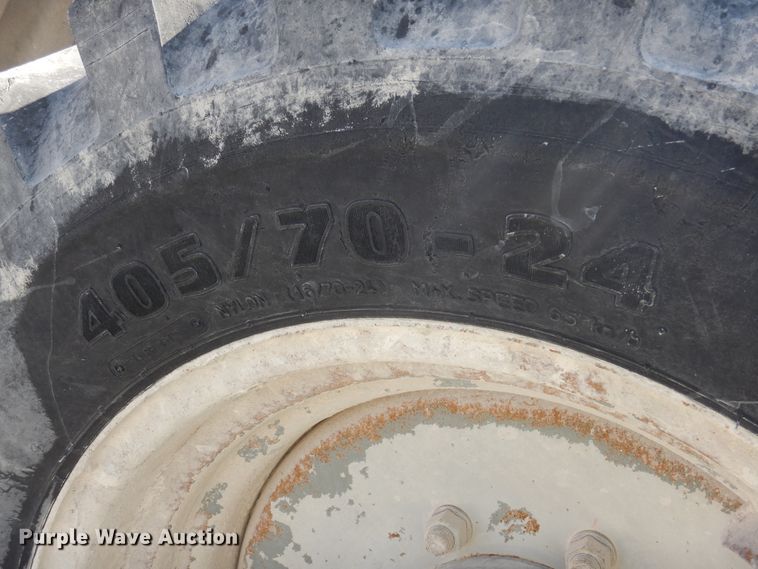 405/70-24
NYLON (16/70-24) MAX. SPEED
Purple Wave Auction